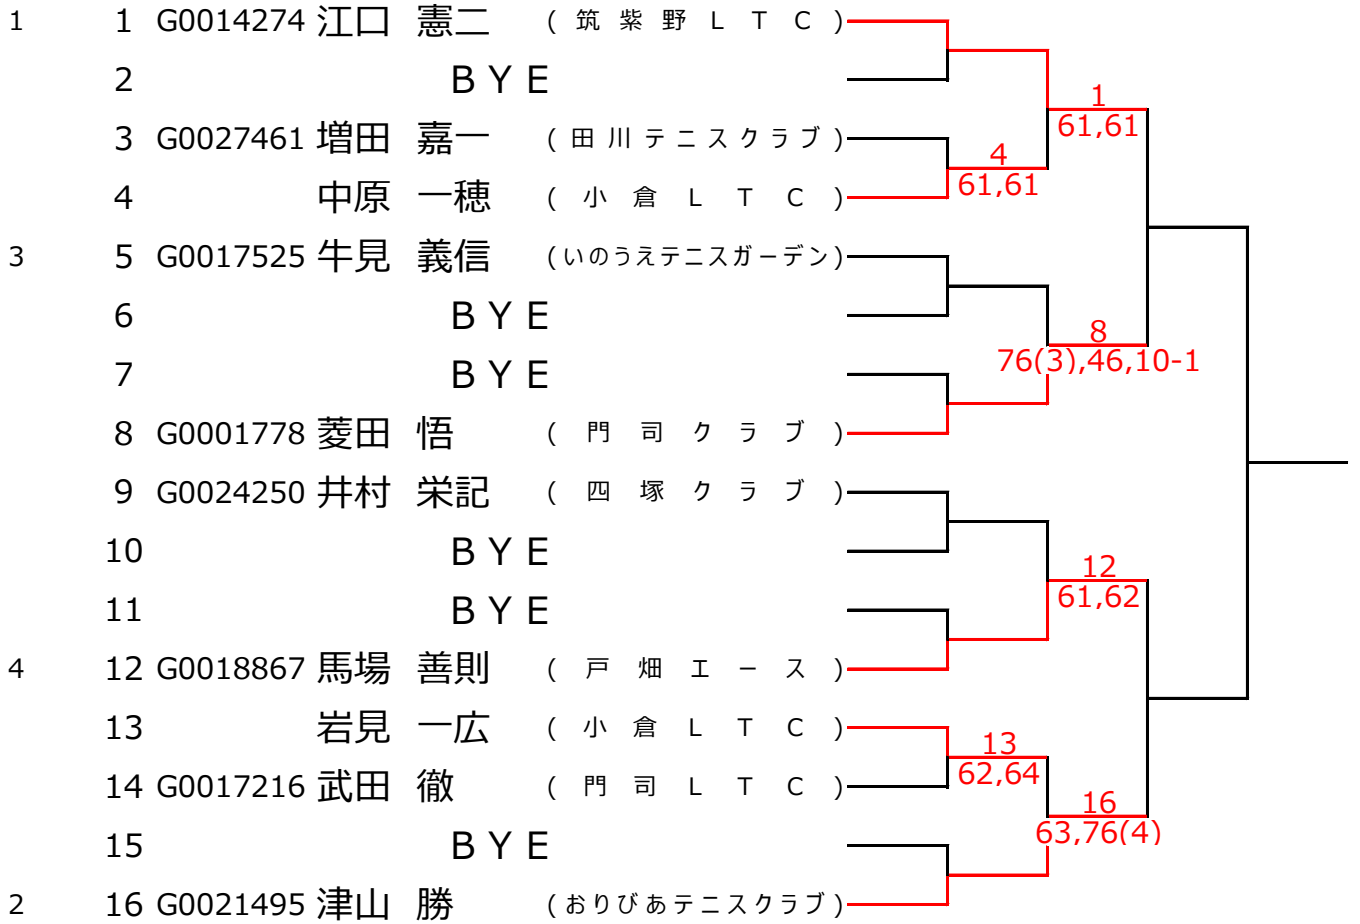 1 1 G0014274 江口 憲二 (筑紫野LTC)
2 BYE
1
61,61
3 G0027461 増田 嘉一 (田川テニスクラブ)
4
61,61
4 中原 一穂 (小倉LTC)
3 5 G0017525 牛見 義信 (いのうえテニスガーデン)
6 BYE
8
76(3),46,10-1
7 BYE
8 G0001778 菱田 悟 (門司クラブ)
9 G0024250 井村 栄記 (四塚クラブ)
10 BYE
12
61,62
11 BYE
4 12 G0018867 馬場 善則 (戸畑エース)
13 岩見 一広 (小倉LTC)
13
62,64
14 G0017216 武田 徹 (門司LTC)
16
63,76(4)
15 BYE
2 16 G0021495 津山 勝 (おりびあテニスクラブ)